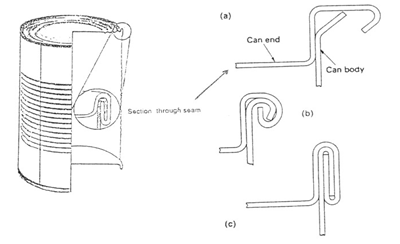 (a)
Can end
Can body
Section through seam
(b)
(c)